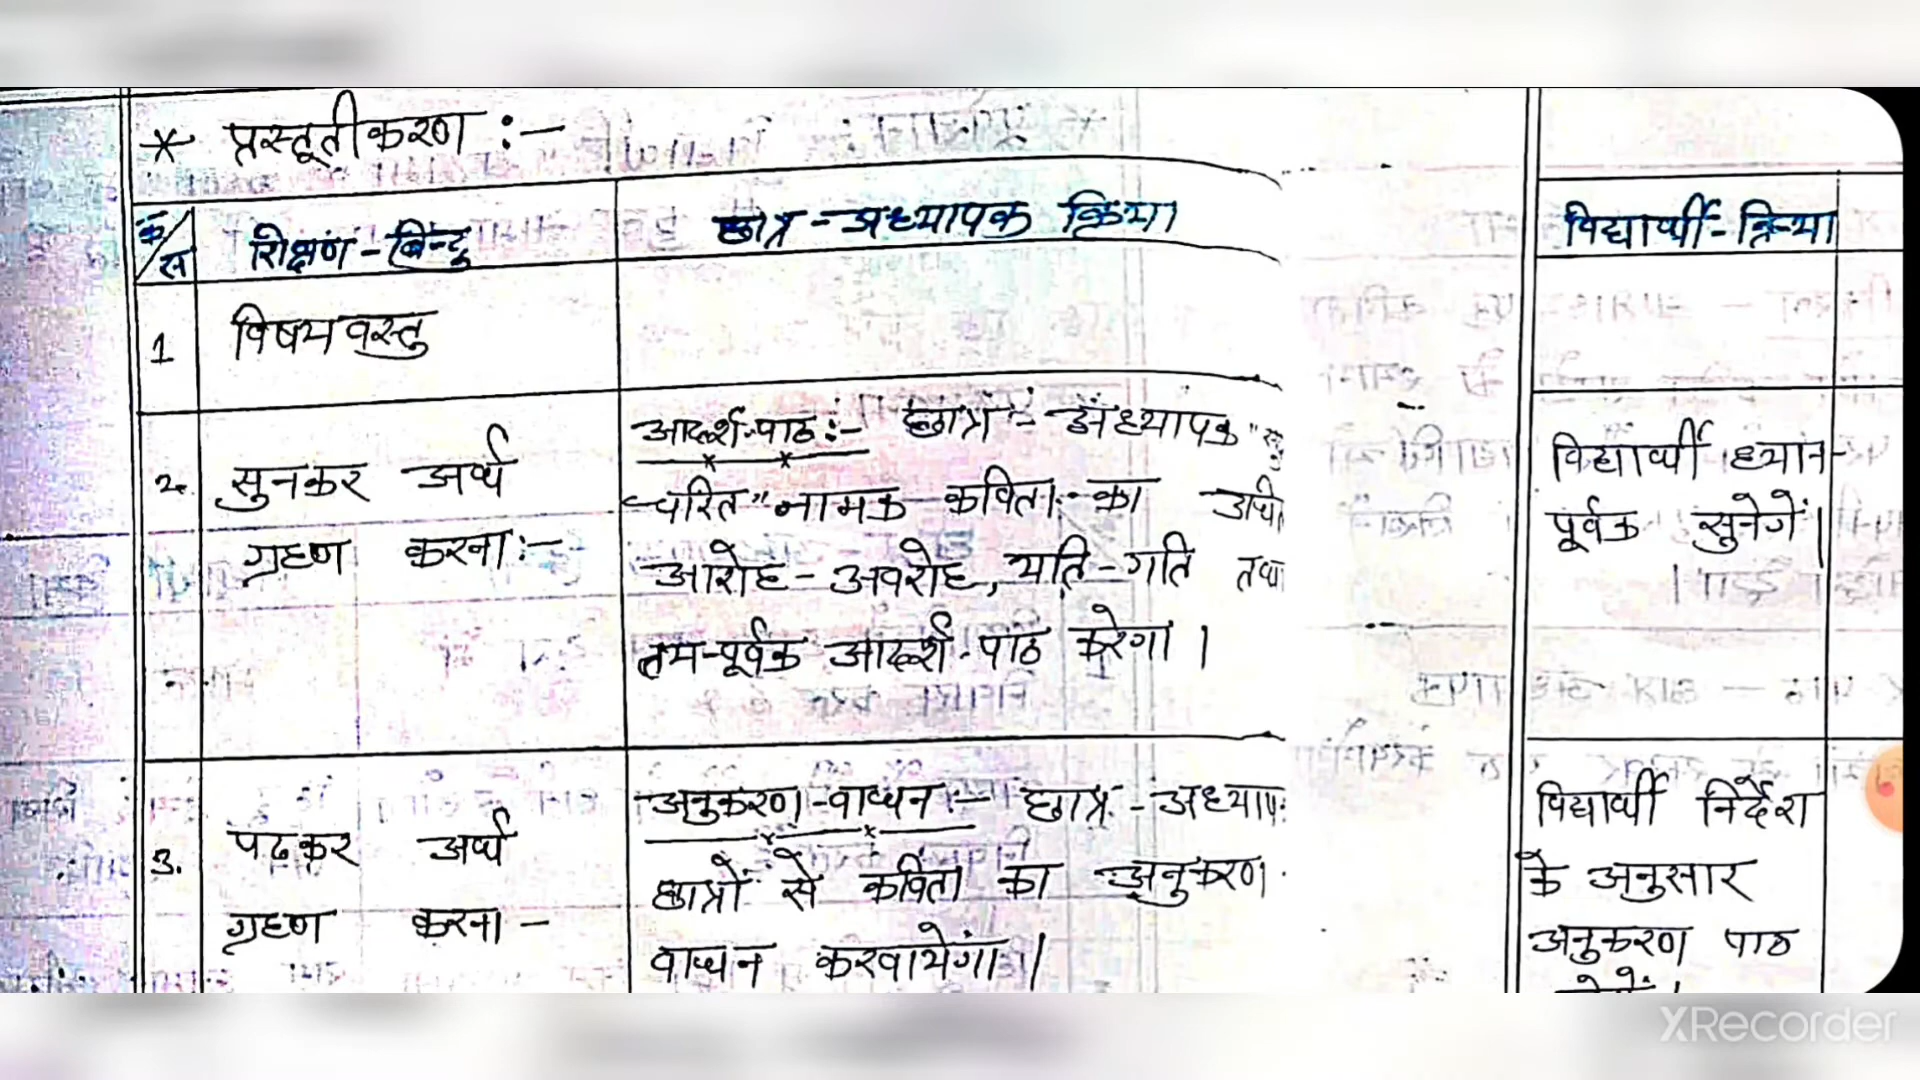 * प्रस्तूतीकरण :-
क्र/स शिक्षण - बिन्दु छात्र - अध्यापक क्रिया विद्यार्थी - क्रिया
1 विषयवस्तु
2. सुनकर अर्थ
ग्रहण करना :-
आदर्श-पाठ :- छात्र - अध्यापक
चरित" नामक कविता का
आरोह - अवरोह, यति - गति तथा
लय-पूर्वक आदर्श-पाठ करेगा ।
विद्यार्थी ध्यान-
पूर्वक सुनेगें ।
3. पढकर अर्थ
ग्रहण करना -
अनुकरण-वाचन :- छात्र - अध्याप
छात्रों से कविता का अनुकरण
वाचन करवायेगा ।
विद्यार्थी निर्देश
के अनुसार
अनुकरण पाठ
XRecorder